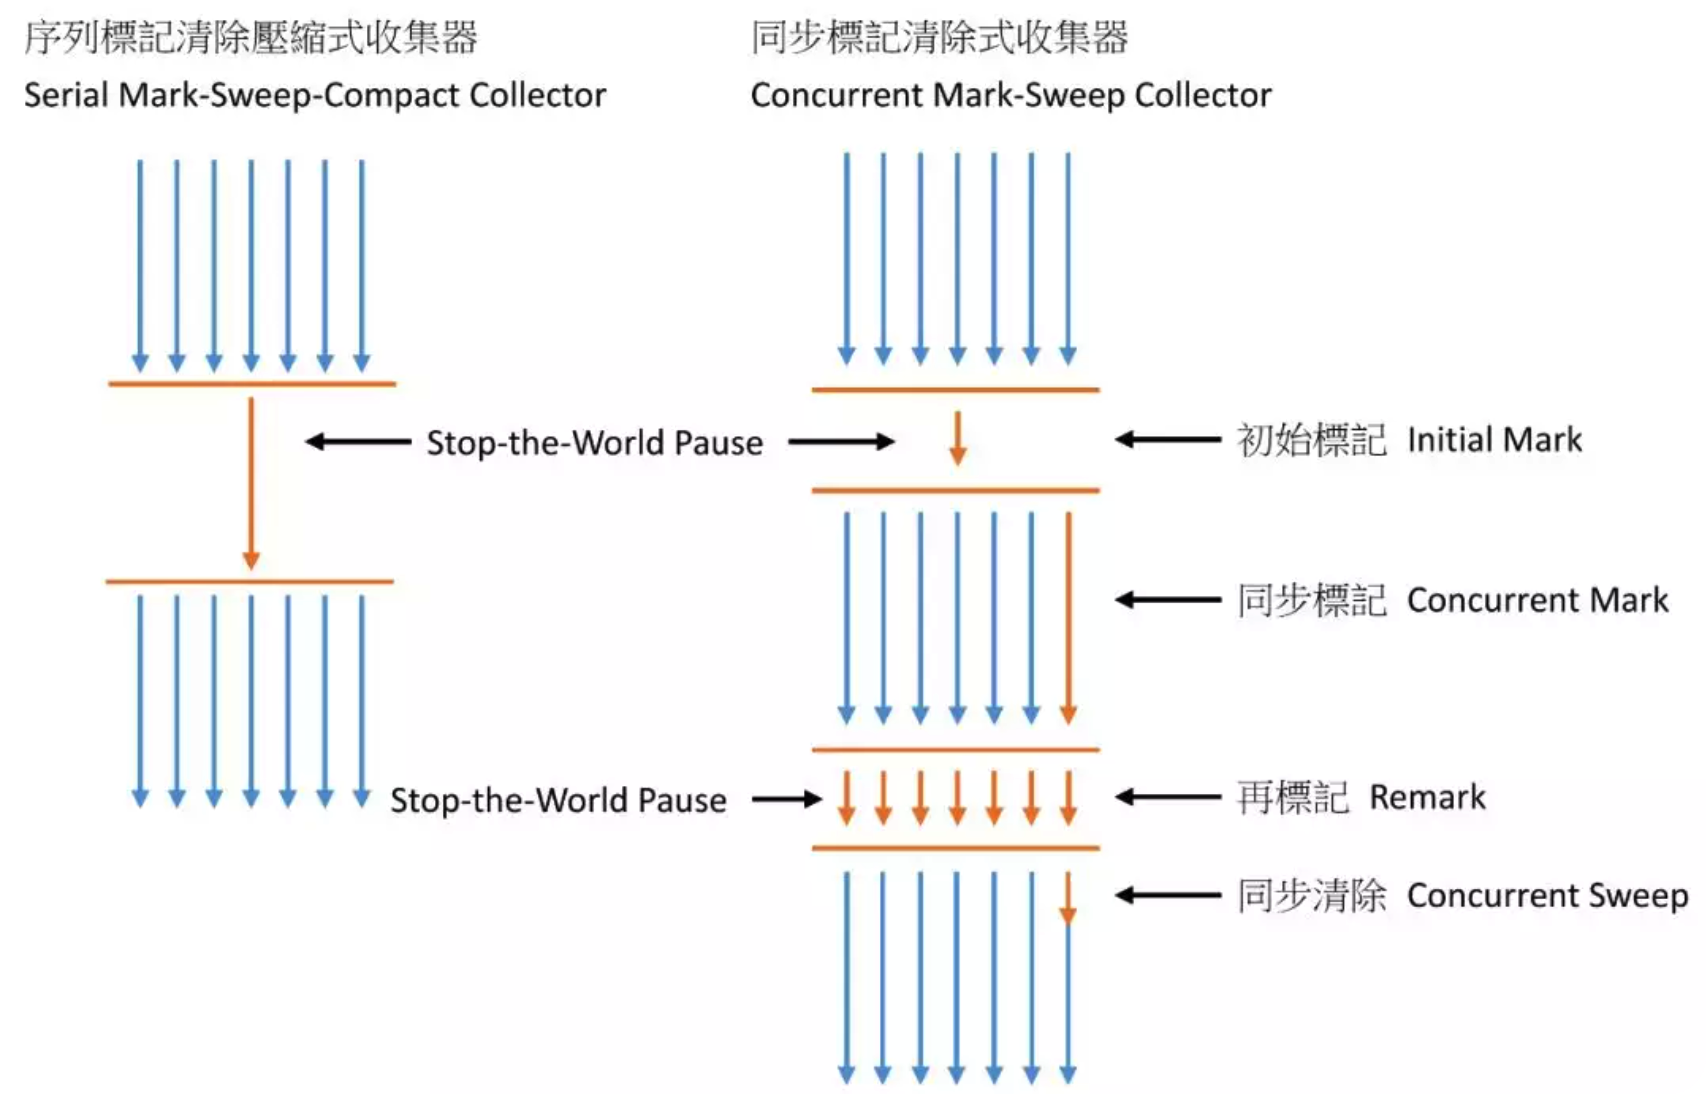 序列標記清除壓縮式收集器
Serial Mark-Sweep-Compact Collector
同步標記清除式收集器
Concurrent Mark-Sweep Collector
Stop-the-World Pause
初始標記 Initial Mark
同步標記 Concurrent Mark
Stop-the-World Pause
再標記 Remark
同步清除 Concurrent Sweep